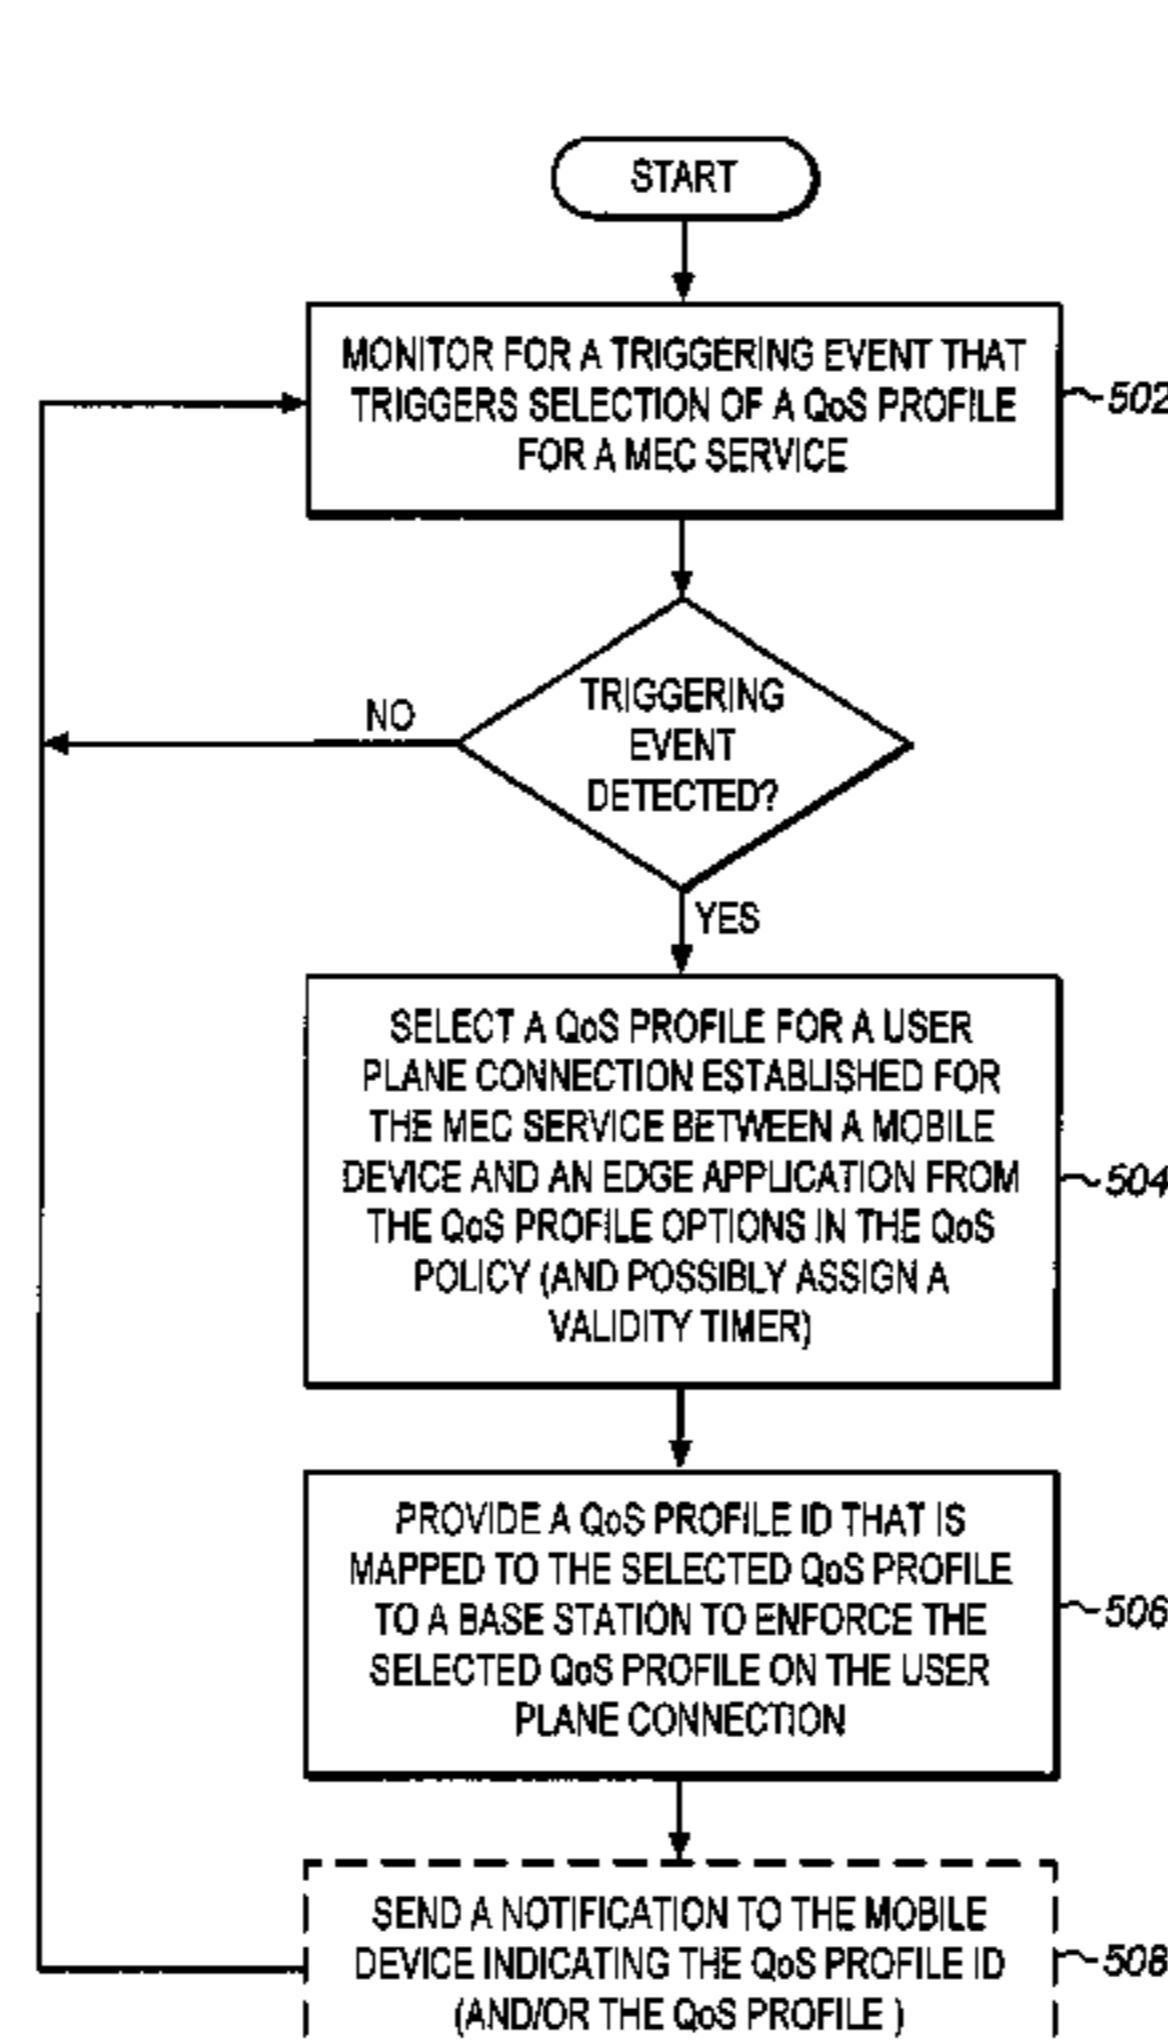 START
MONITOR FOR A TRIGGERING EVENT THAT
TRIGGERS SELECTION OF A QoS PROFILE
FOR A MEC SERVICE
502
TRIGGERING
EVENT
DETECTED?
NO
YES
SELECT A QoS PROFILE FOR A USER
PLANE CONNECTION ESTABLISHED FOR
THE MEC SERVICE BETWEEN A MOBILE
DEVICE AND AN EDGE APPLICATION FROM
THE QoS PROFILE OPTIONS IN THE QoS
POLICY (AND POSSIBLY ASSIGN A
VALIDITY TIMER)
504
PROVIDE A QoS PROFILE ID THAT IS
MAPPED TO THE SELECTED QoS PROFILE
TO A BASE STATION TO ENFORCE THE
SELECTED QoS PROFILE ON THE USER
PLANE CONNECTION
506
SEND A NOTIFICATION TO THE MOBILE
DEVICE INDICATING THE QoS PROFILE ID
(AND/OR THE QoS PROFILE )
508